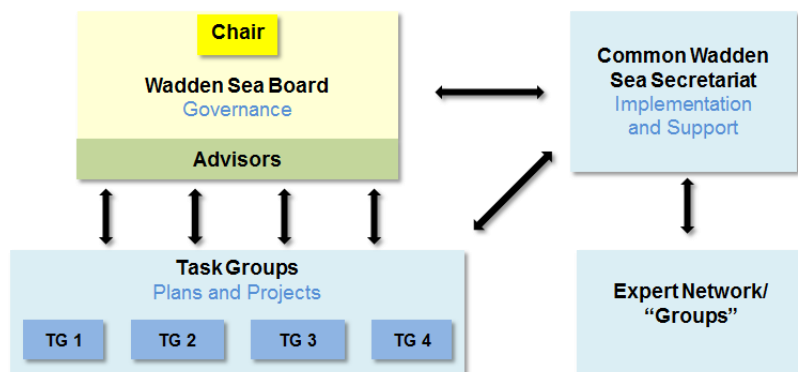 Chair
Wadden Sea Board
Governance
Advisors
Common Wadden
Sea Secretariat
Implementation
and Support
Task Groups
Plans and Projects
TG 1
TG 2
TG 3
TG 4
Expert Network/
“Groups”